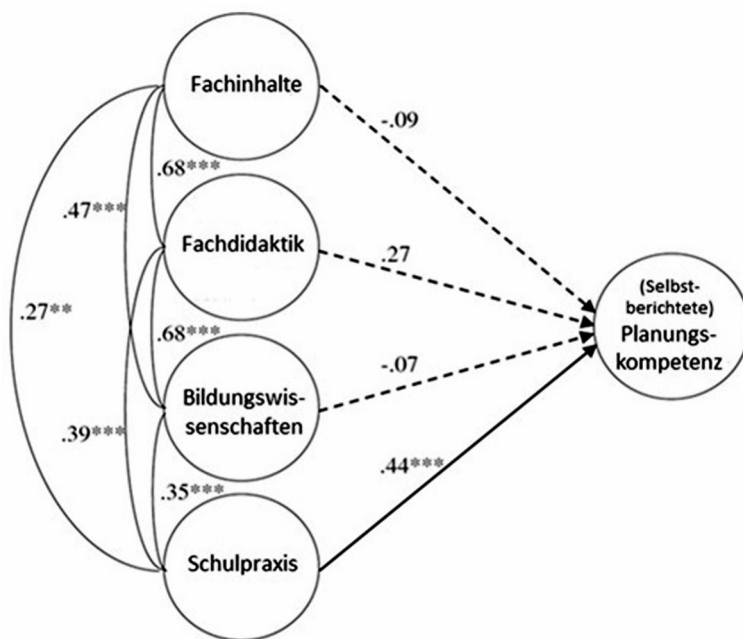 Fachinhalte
-.09
.68***
.47***
Fachdidaktik
.27
(Selbst-
berichtete)
Planungs-
kompetenz
.27**
.68***
-.07
Bildungswis-
senschaften
.39***
.44***
.35***
Schulpraxis